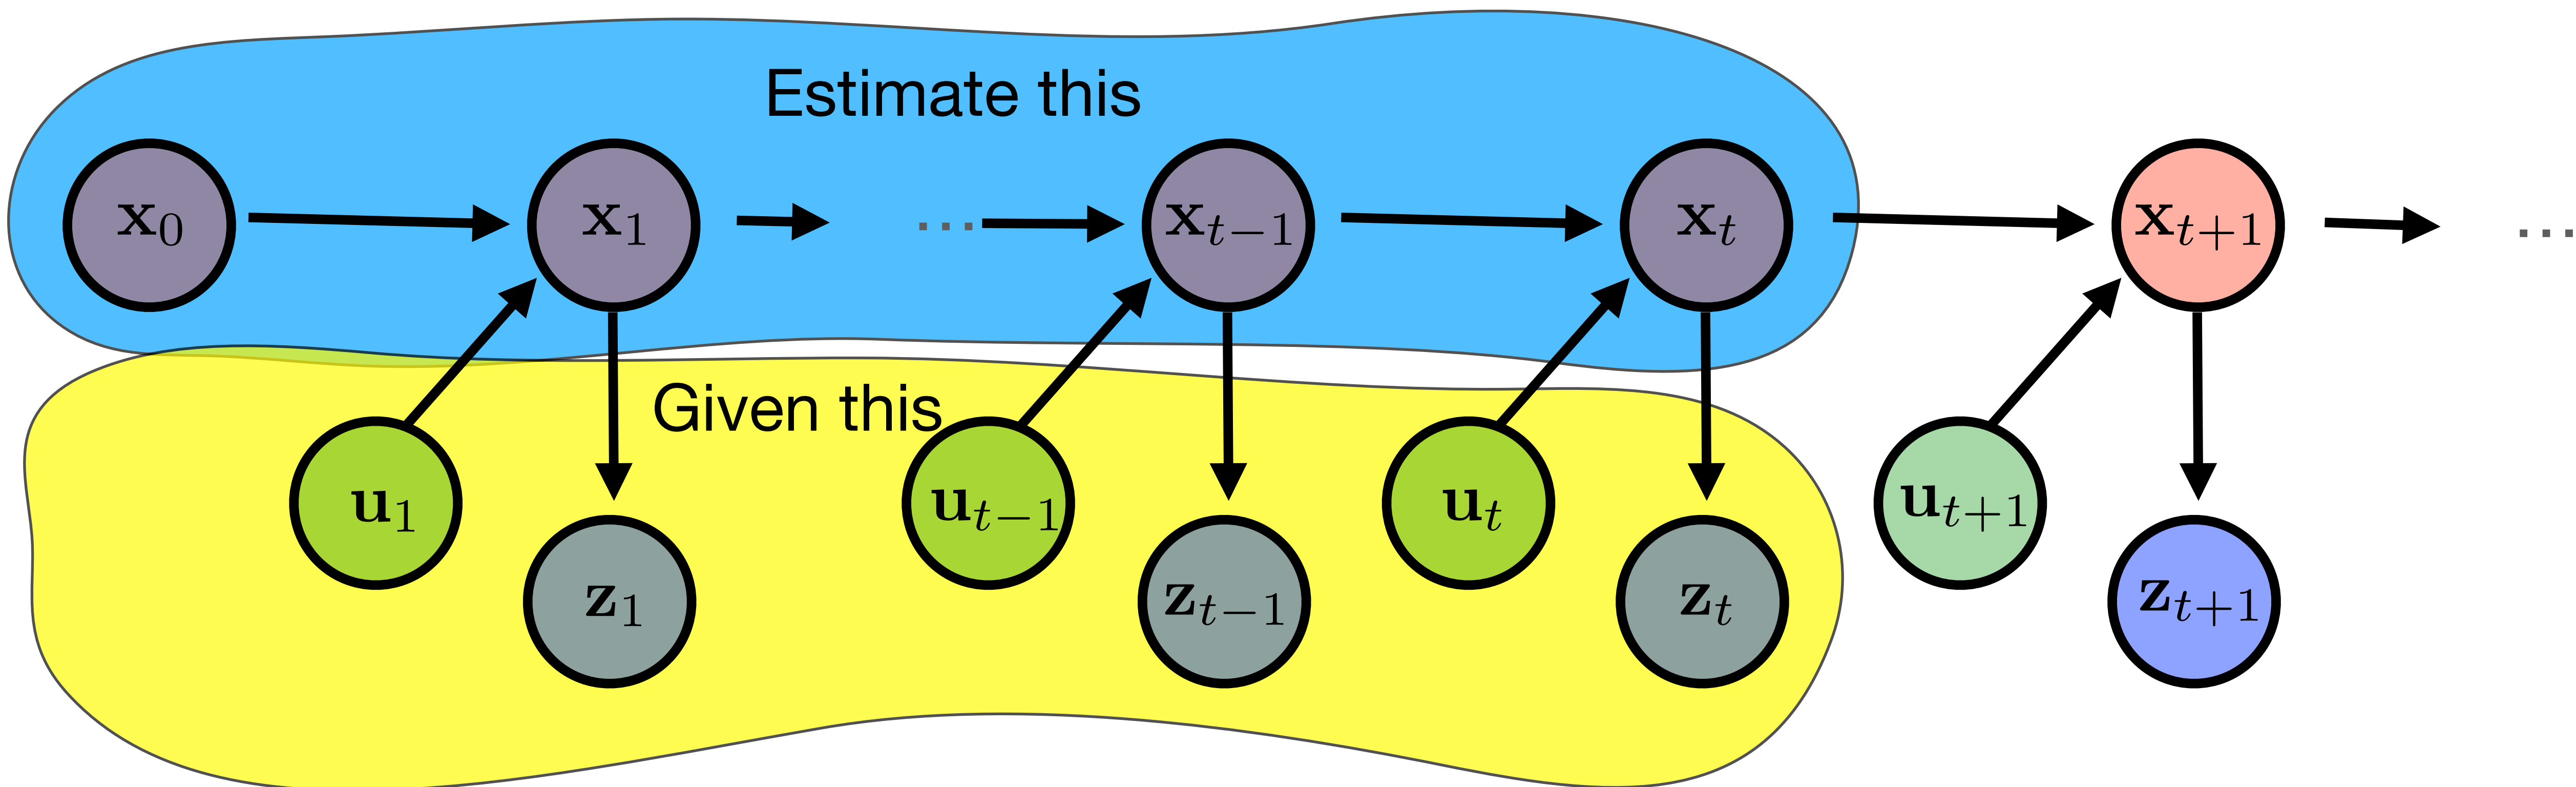 Estimate this
x₀ x₁ ... xₜ₋₁ xₜ xₜ₊₁ ...
Given this
u₁ uₜ₋₁ uₜ uₜ₊₁
z₁ zₜ₋₁ zₜ zₜ₊₁